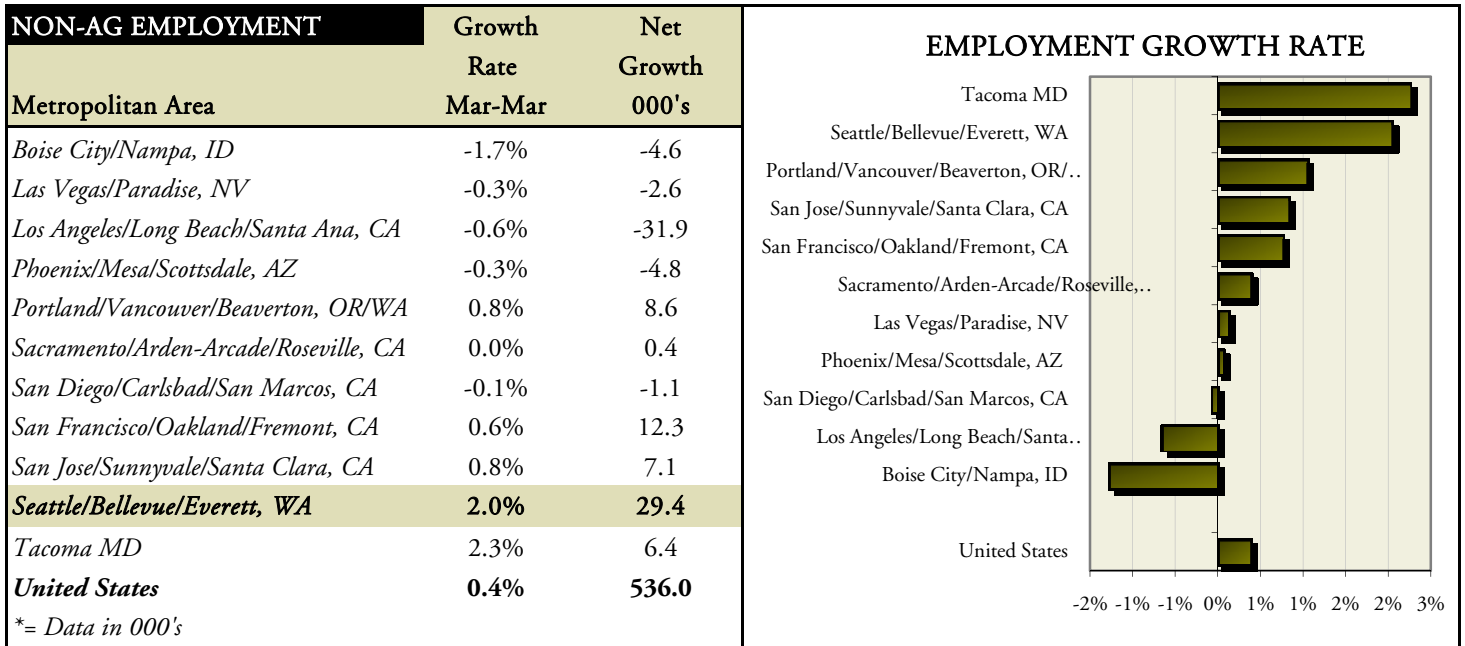 NON-AG EMPLOYMENT Growth Net
Rate Growth
Metropolitan Area Mar-Mar 000's
Boise City/Nampa, ID -1.7% -4.6
Las Vegas/Paradise, NV -0.3% -2.6
Los Angeles/Long Beach/Santa Ana, CA -0.6% -31.9
Phoenix/Mesa/Scottsdale, AZ -0.3% -4.8
Portland/Vancouver/Beaverton, OR/WA 0.8% 8.6
Sacramento/Arden-Arcade/Roseville, CA 0.0% 0.4
San Diego/Carlsbad/San Marcos, CA -0.1% -1.1
San Francisco/Oakland/Fremont, CA 0.6% 12.3
San Jose/Sunnyvale/Santa Clara, CA 0.8% 7.1
Seattle/Bellevue/Everett, WA 2.0% 29.4
Tacoma MD 2.3% 6.4
United States 0.4% 536.0
*= Data in 000's
EMPLOYMENT GROWTH RATE
Tacoma MD
Seattle/Bellevue/Everett, WA
Portland/Vancouver/Beaverton, OR/..
San Jose/Sunnyvale/Santa Clara, CA
San Francisco/Oakland/Fremont, CA
Sacramento/Arden-Arcade/Roseville,..
Las Vegas/Paradise, NV
Phoenix/Mesa/Scottsdale, AZ
San Diego/Carlsbad/San Marcos, CA
Los Angeles/Long Beach/Santa..
Boise City/Nampa, ID
United States
-2% -1% -1% 0% 1% 1% 2% 2% 3%